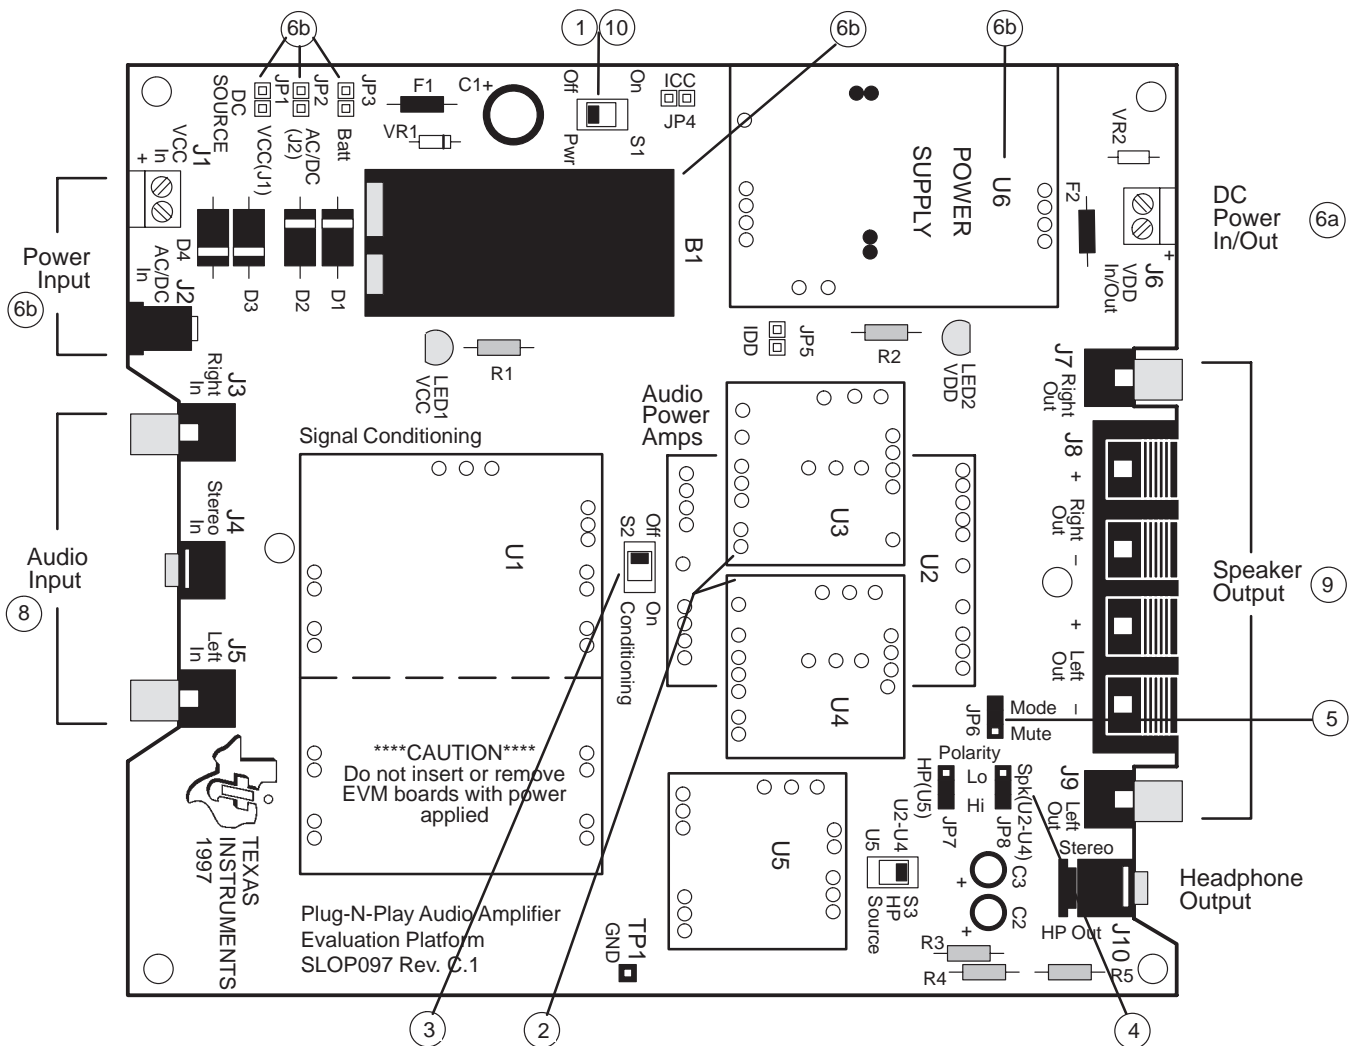 6b
1
10
6b
6b
DC
SOURCE
JP1
VCC(J1)
JP2
AC/DC
(J2)
JP3
Batt
F1
VR1
C1+
Off
On
Pwr
S1
ICC
JP4
U6
POWER
SUPPLY
VR2
F2
J6
VDD
In/Out
+
DC
Power
In/Out
6a
J1
VCC
In
+
Power
Input
6b
D4
J2
AC/DC
In
D3
D2
D1
B1
LED1
VCC
R1
IDD
JP5
R2
LED2
VDD
J3
Right
In
J4
Stereo
In
J5
Left
In
Audio
Input
8
Signal Conditioning
U1
S2
Off
On
Conditioning
Audio
Power
Amps
U3
U2
U4
J7
Right
Out
J8
+
Right
Out
–
+
Left
Out
–
Speaker
Output
9
JP6
Mode
Mute
5
Polarity
HP(U5)
Lo
Hi
JP7
Spk(U2-U4)
JP8
J9
Left
Out
****CAUTION****
Do not insert or remove
EVM boards with power
applied
TEXAS
INSTRUMENTS
1997
U5
U5
U2-U4
S3
HP
Source
+
C3
C2
+
Stereo
HP Out
J10
Headphone
Output
Plug-N-Play Audio Amplifier
Evaluation Platform
SLOP097 Rev. C.1
TP1
GND
R3
R4
R5
3
2
4